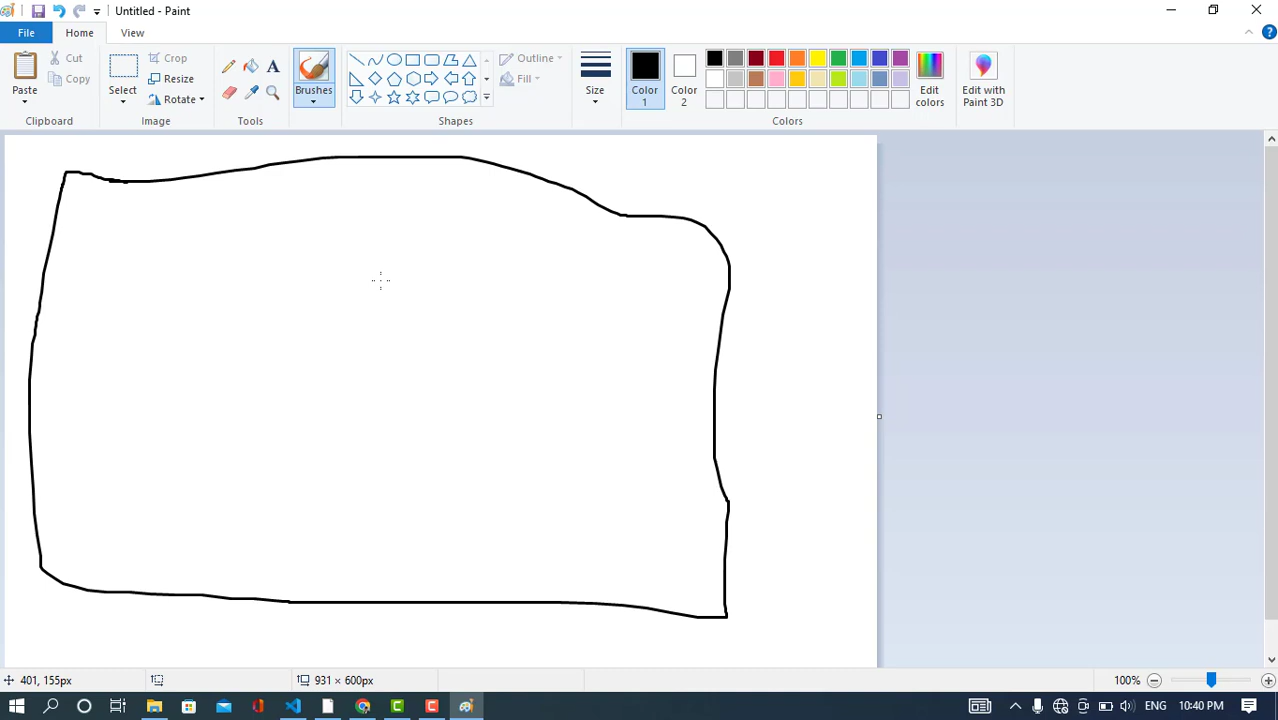 Untitled - Paint
File Home View
Paste
Cut
Copy
Clipboard
Select
Crop
Resize
Rotate
Image
A
Tools
Brushes
Outline
Fill
Shapes
Size
Color
1
Color
2
Edit
colors
Colors
Edit with
Paint 3D
401, 155px
931 × 600px
100%
ENG
10:40 PM